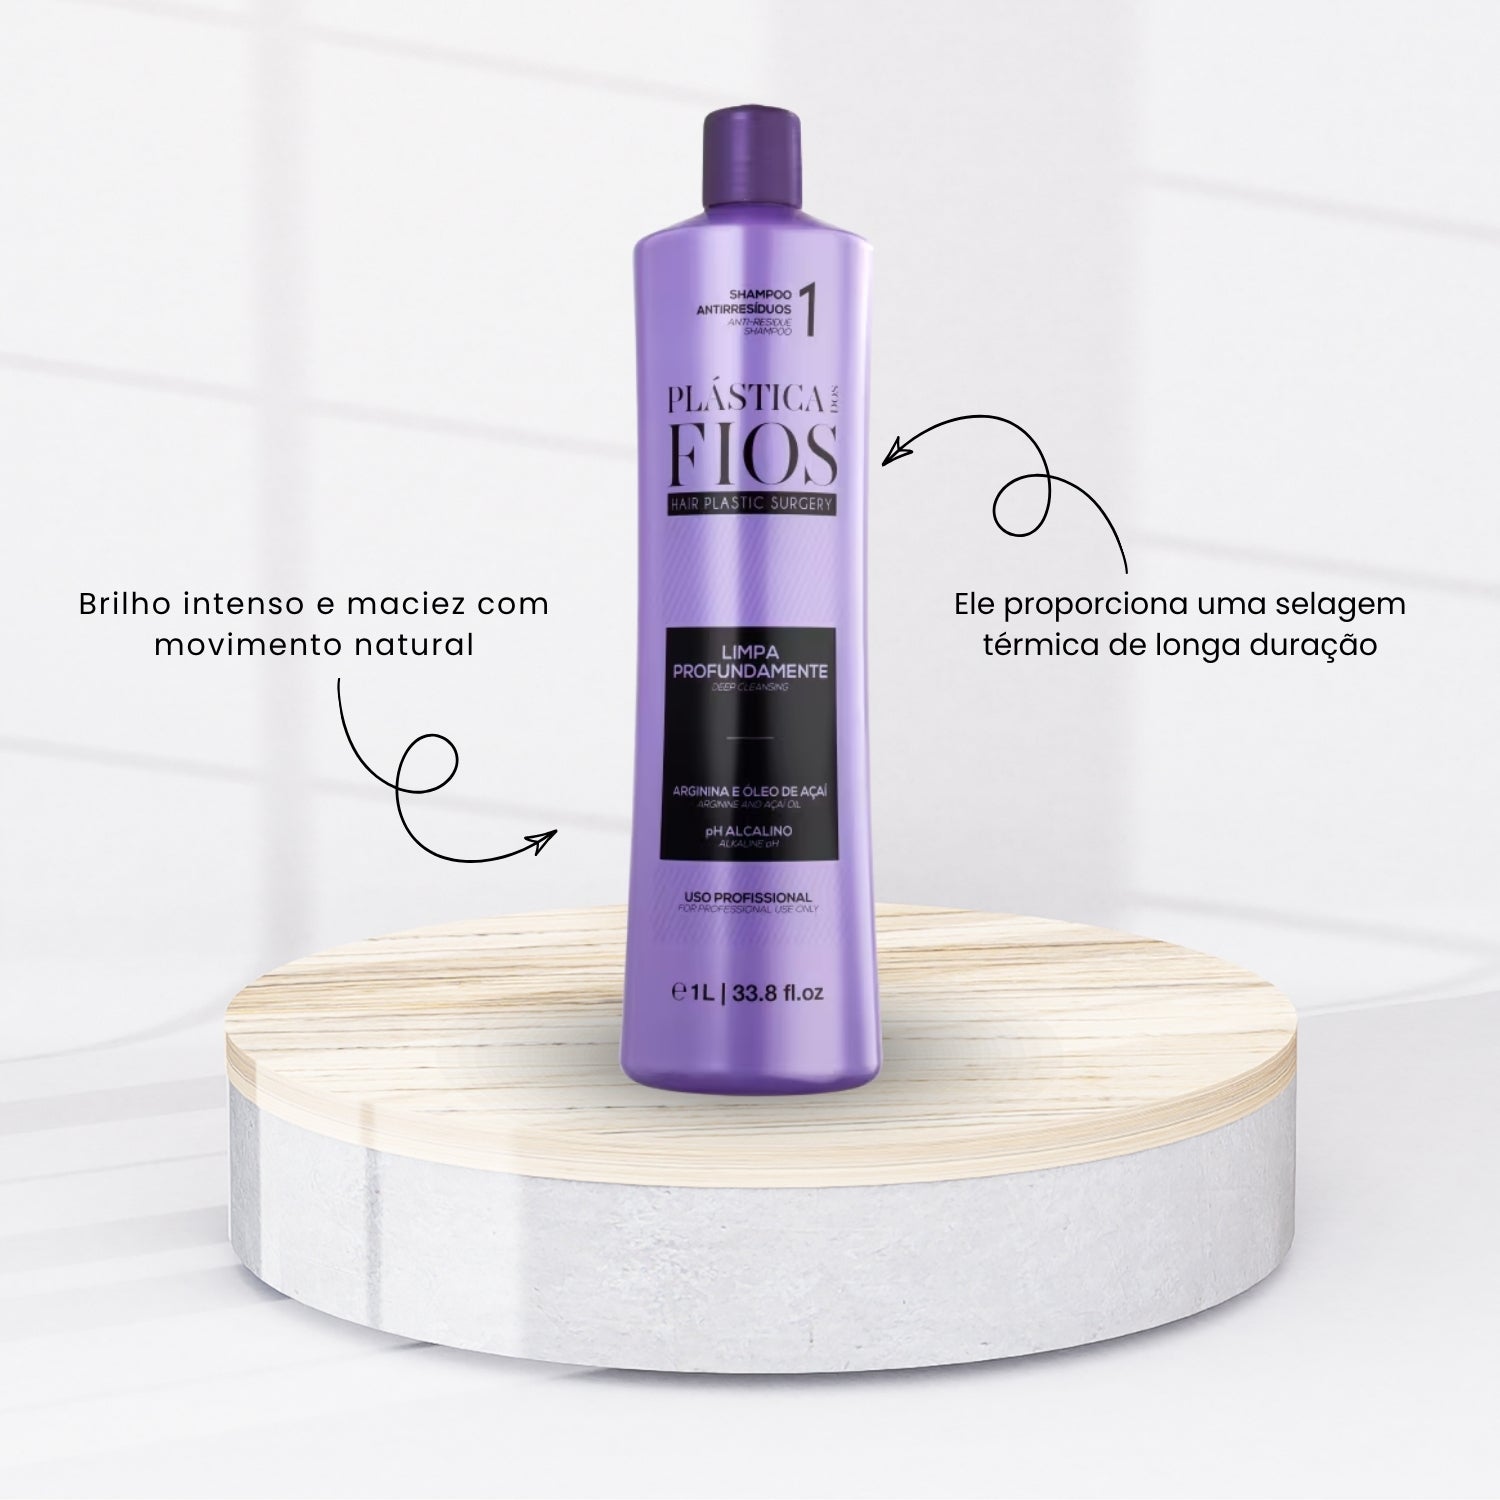 SHAMPOO
ANTIRRESÍDUOS
ANTI-RESIDUE
SHAMPOO
1
PLÁSTICA DOS
FIOS
HAIR PLASTIC SURGERY
Brilho intenso e maciez com
movimento natural
Ele proporciona uma selagem
térmica de longa duração
LIMPA
PROFUNDAMENTE
DEEP CLEANSING
ARGININA E ÓLEO DE AÇAÍ
ARGININE AND AÇAÍ OIL
pH ALCALINO
ALKALINE pH
USO PROFISSIONAL
FOR PROFESSIONAL USE ONLY
℮ 1L | 33.8 fl.oz